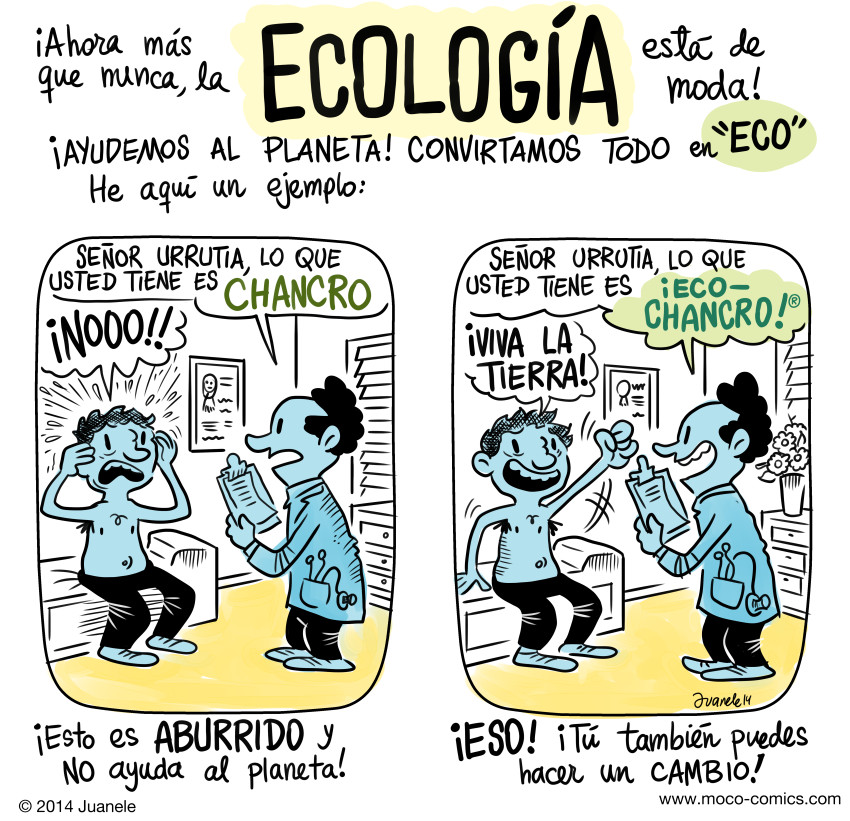 ¡Ahora más
que nunca, la
ECOLOGÍA
está de
moda!
¡AYUDEMOS AL PLANETA! CONVIRTAMOS TODO en "ECO"
He aquí un ejemplo:
SEÑOR URRUTIA, LO QUE
USTED TIENE ES CHANCRO
¡NOOO!!
¡Esto es ABURRIDO y
NO ayuda al planeta!
SEÑOR URRUTIA, LO QUE
USTED TIENE ES ¡ECO-
CHANCRO!®
¡VIVA LA
TIERRA!
Juanele 14
¡ESO! ¡Tú también puedes
hacer un CAMBIO!
© 2014 Juanele
www.moco-comics.com